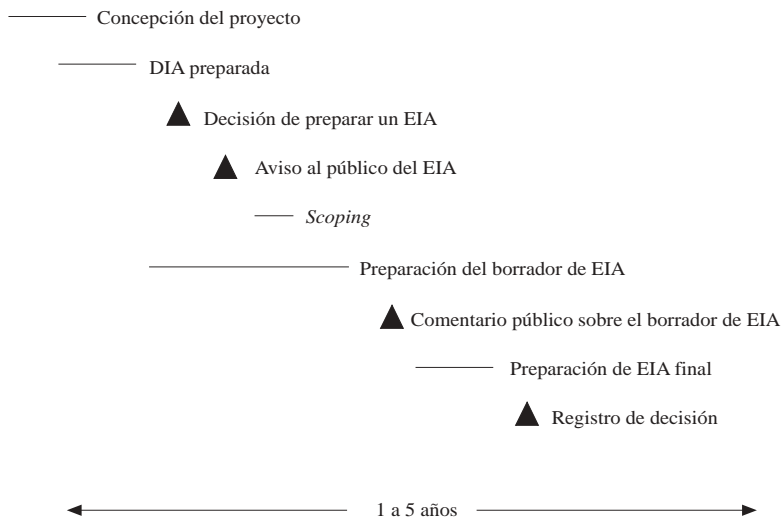 Concepción del proyecto
DIA preparada
Decisión de preparar un EIA
Aviso al público del EIA
Scoping
Preparación del borrador de EIA
Comentario público sobre el borrador de EIA
Preparación de EIA final
Registro de decisión
1 a 5 años